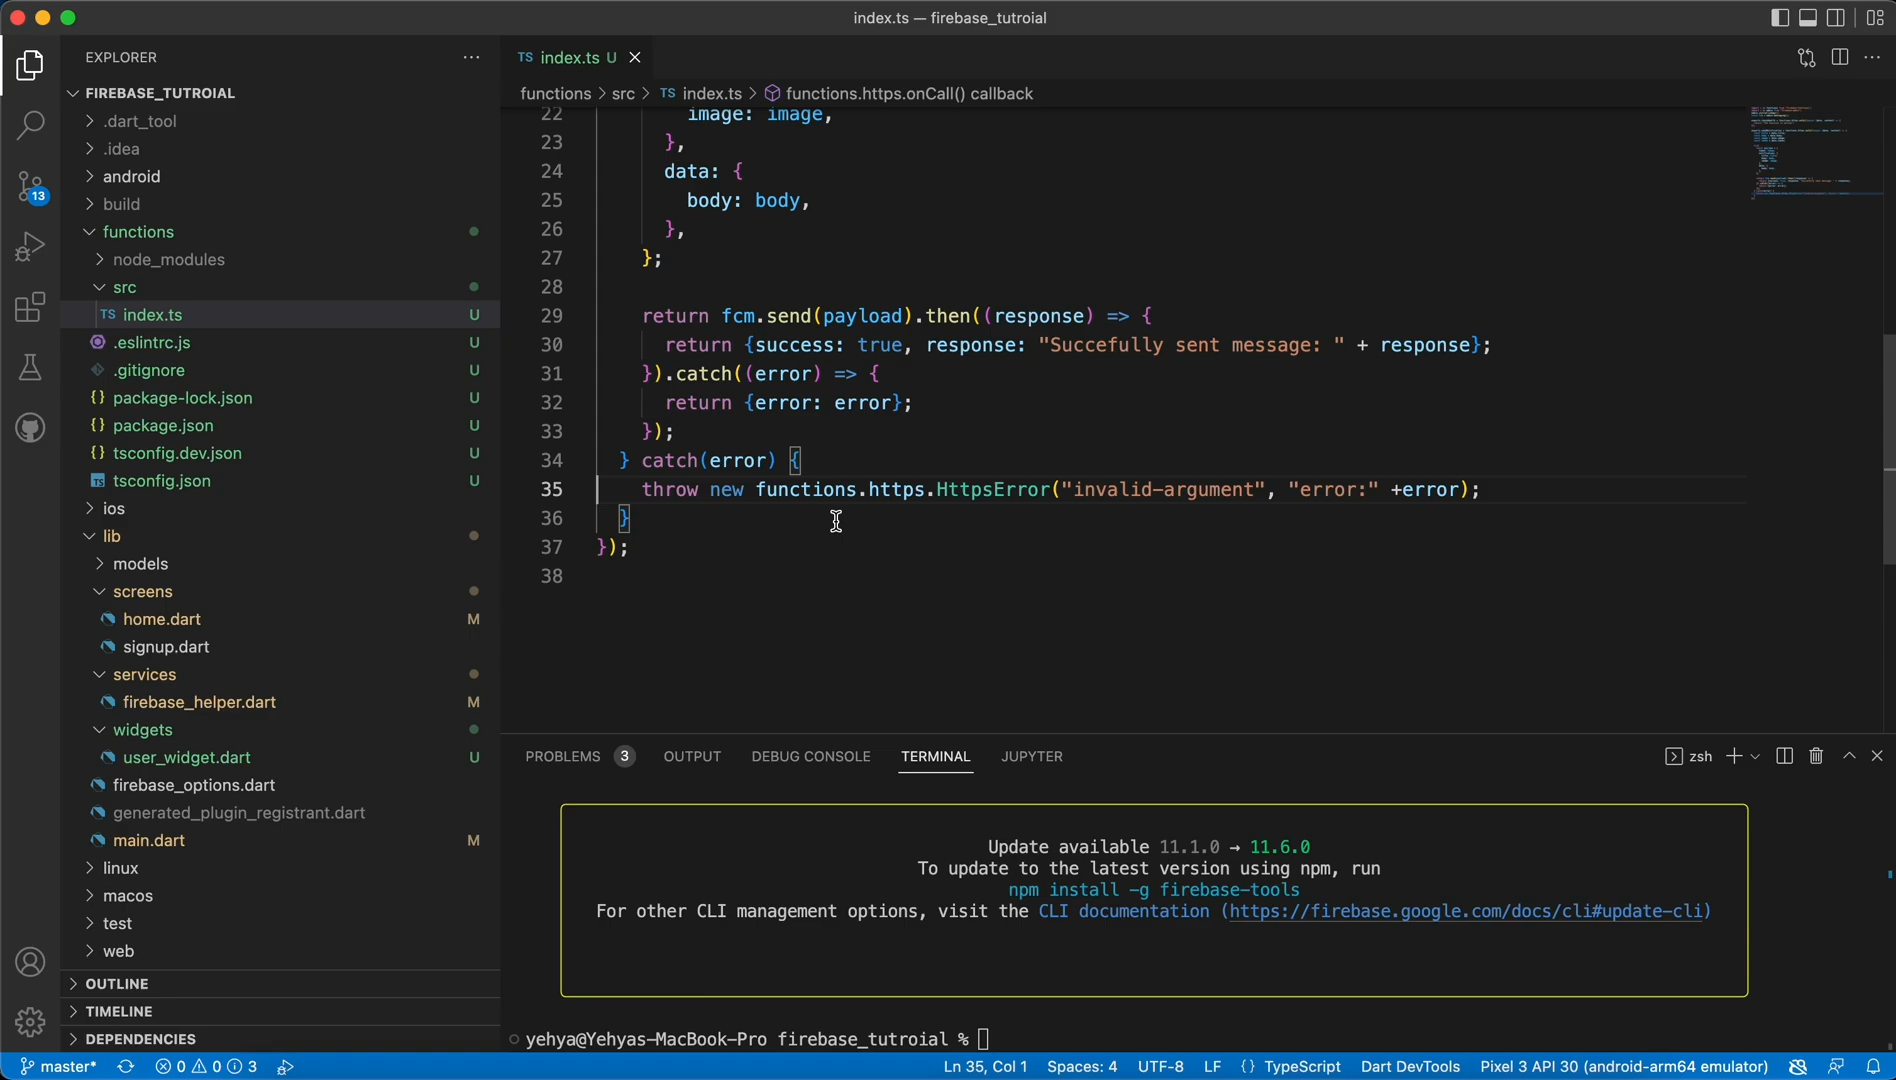 index.ts — firebase_tutroial
EXPLORER
FIREBASE_TUTROIAL
.dart_tool
.idea
android
build
functions
node_modules
src
TS index.ts U
.eslintrc.js U
.gitignore U
{} package-lock.json U
{} package.json U
{} tsconfig.dev.json U
TS tsconfig.json U
ios
lib
models
screens
home.dart M
signup.dart
services
firebase_helper.dart M
widgets
user_widget.dart U
firebase_options.dart
generated_plugin_registrant.dart
main.dart M
linux
macos
test
web
OUTLINE
TIMELINE
DEPENDENCIES
13
TS index.ts U
functions > src > TS index.ts > functions.https.onCall() callback
22 image: image,
23 },
24 data: {
25 body: body,
26 },
27 };
28
29 return fcm.send(payload).then((response) => {
30 return {success: true, response: "Succefully sent message: " + response};
31 }).catch((error) => {
32 return {error: error};
33 });
34 } catch(error) {
35 throw new functions.https.HttpsError("invalid-argument", "error:" +error);
36 }
37 });
38
PROBLEMS 3 OUTPUT DEBUG CONSOLE TERMINAL JUPYTER zsh
Update available 11.1.0 → 11.6.0
To update to the latest version using npm, run
npm install -g firebase-tools
For other CLI management options, visit the CLI documentation (https://firebase.google.com/docs/cli#update-cli)
yehya@Yehyas-MacBook-Pro firebase_tutroial %
master* 0 0 3 Ln 35, Col 1 Spaces: 4 UTF-8 LF {} TypeScript Dart DevTools Pixel 3 API 30 (android-arm64 emulator)